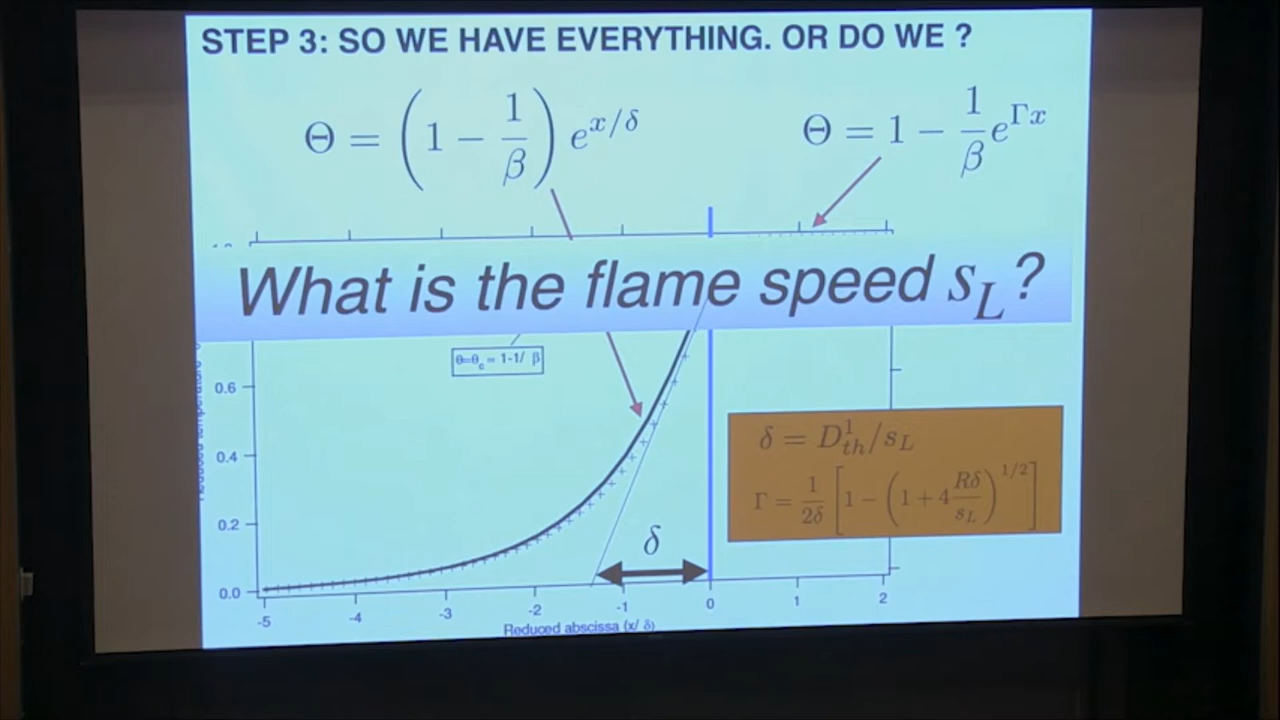 STEP 3: SO WE HAVE EVERYTHING. OR DO WE ?
Θ = (1 − 1/β) e^{x/δ}
Θ = 1 − 1/β e^{Γx}
What is the flame speed s_L ?
Θ=θ_c = 1-1/ β
0.6
0.4
0.2
0.0
δ = D^1_{th}/s_L
Γ = 1/2δ [1 − (1 + 4 Rδ/s_L)^{1/2}]
δ
-5 -4 -3 -2 -1 0 1 2
Reduced abscissa (x/ δ)